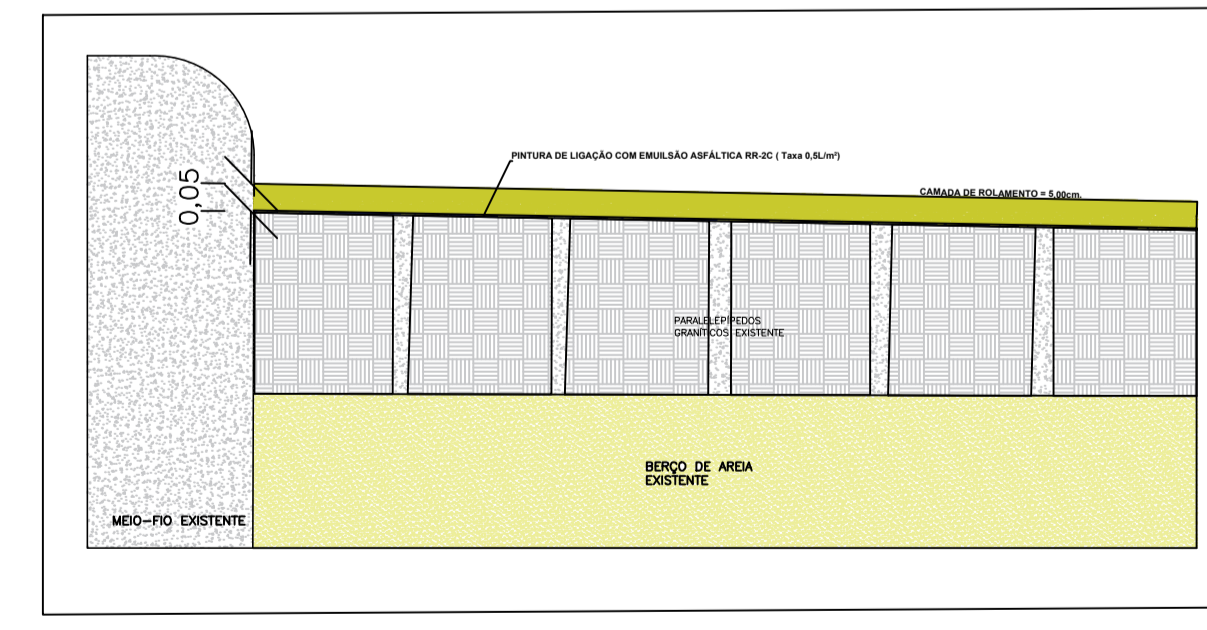 PINTURA DE LIGAÇÃO COM EMUILSÃO ASFÁLTICA RR-2C ( Taxa 0,5L/m²)
0,05
CAMADA DE ROLAMENTO = 5,00cm.
PARALELEPÍPEDOS
GRANÍTICOS EXISTENTE
BERÇO DE AREIA
EXISTENTE
MEIO-FIO EXISTENTE